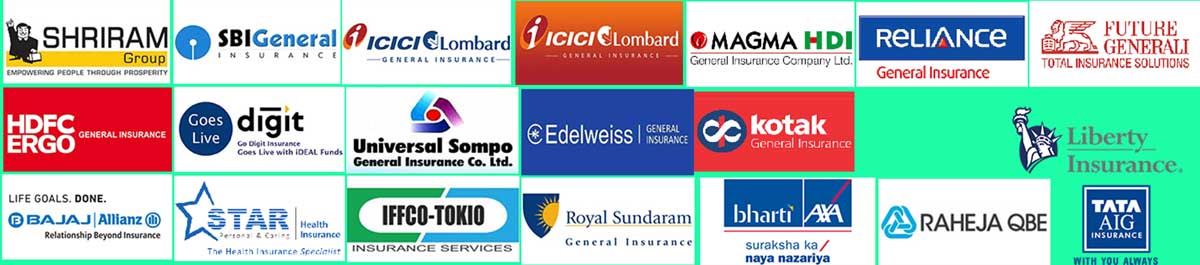 SHRIRAM
Group
EMPOWERING PEOPLE THROUGH PROSPERITY
SBIGeneral
INSURANCE
i ICICI Lombard
GENERAL INSURANCE
i ICICI Lombard
GENERAL INSURANCE
MAGMA HDI
General Insurance Company Ltd.
RELIANCE
General Insurance
FUTURE
GENERALI
TOTAL INSURANCE SOLUTIONS
HDFC
ERGO
GENERAL INSURANCE
Goes
Live
digit
Go Digit Insurance
Goes Live with iDEAL Funds
Universal Sompo
General Insurance Co. Ltd.
Edelweiss
GENERAL
INSURANCE
kotak
General Insurance
Liberty
Insurance.
LIFE GOALS. DONE.
BAJAJ Allianz
Relationship Beyond Insurance
STAR
Personal & Caring
Health
Insurance
The Health Insurance Specialist
IFFCO-TOKIO
INSURANCE SERVICES
Royal Sundaram
General Insurance
bharti AXA
suraksha ka
naya nazariya
RAHEJA QBE
TATA
AIG
INSURANCE
WITH YOU ALWAYS